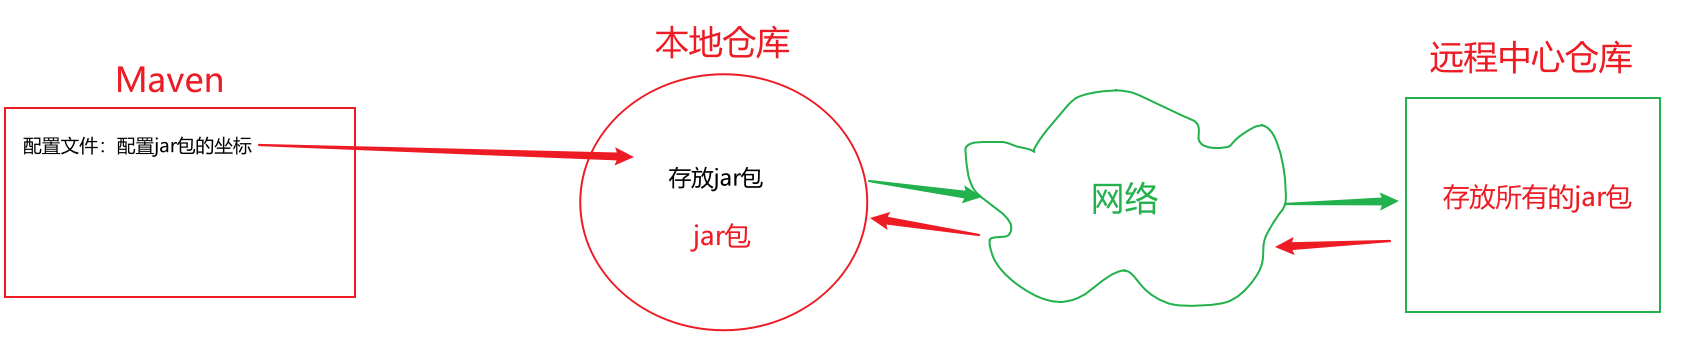 Maven
配置文件：配置jar包的坐标
本地仓库
存放jar包
jar包
网络
远程中心仓库
存放所有的jar包